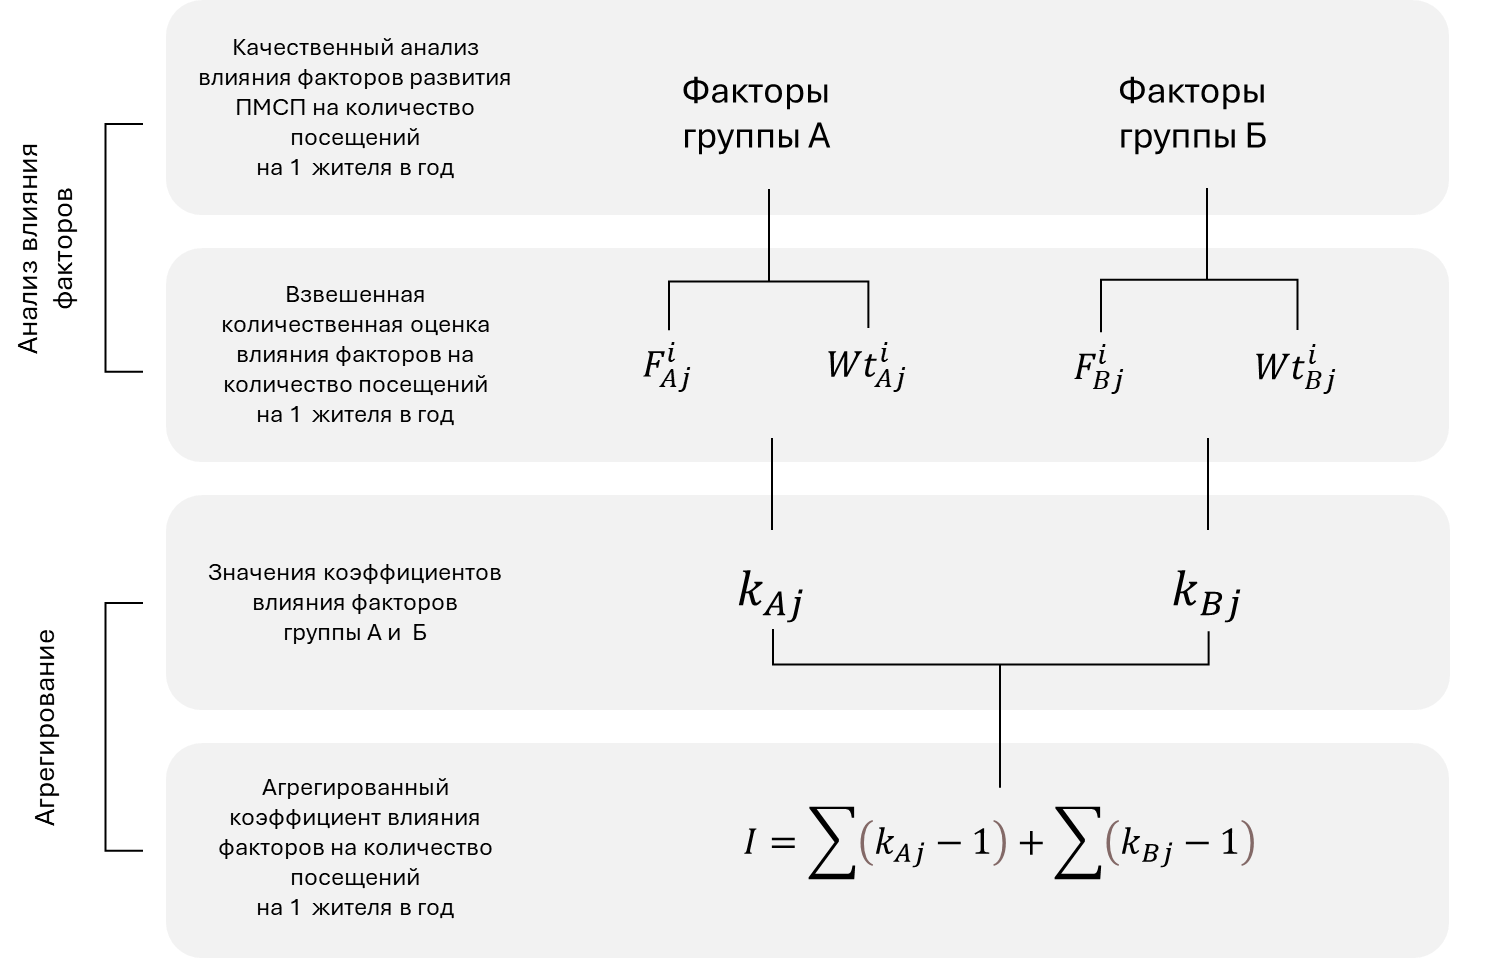 Анализ влияния
факторов
Качественный анализ
влияния факторов развития
ПМСП на количество
посещений
на 1 жителя в год
Факторы
группы А
Факторы
группы Б
Взвешенная
количественная оценка
влияния факторов на
количество посещений
на 1 жителя в год
F^i_{Aj} Wt^i_{Aj} F^i_{Bj} Wt^i_{Bj}
Агрегирование
Значения коэффициентов
влияния факторов
группы А и Б
k_{Aj} k_{Bj}
Агрегированный
коэффициент влияния
факторов на количество
посещений
на 1 жителя в год
I = ∑(k_{Aj} − 1) + ∑(k_{Bj} − 1)